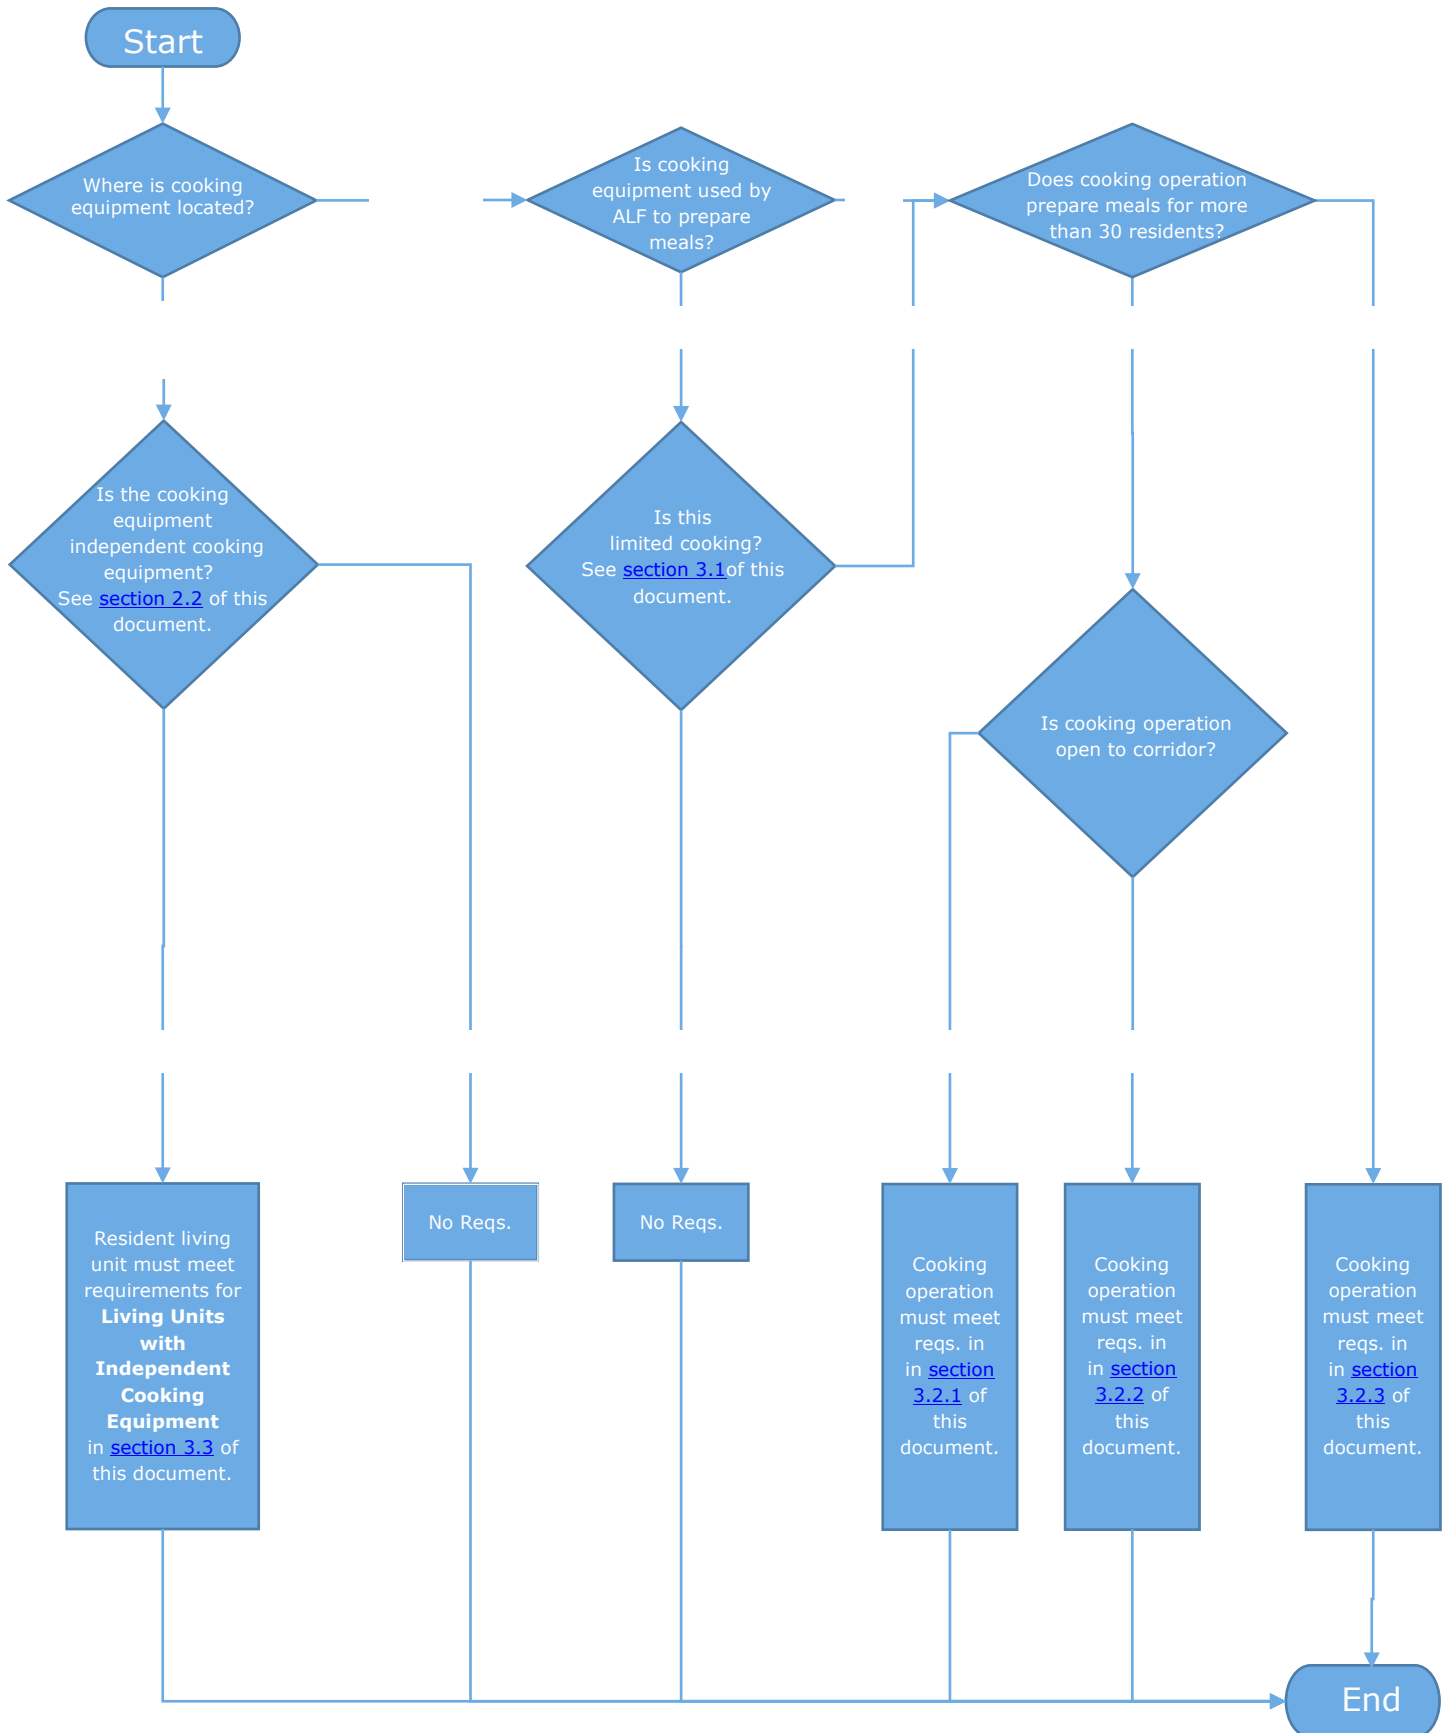 Start
Where is cooking
equipment located?
Is cooking
equipment used by
ALF to prepare
meals?
Does cooking operation
prepare meals for more
than 30 residents?
Is the cooking
equipment
independent cooking
equipment?
See section 2.2 of this
document.
Is this
limited cooking?
See section 3.1of this
document.
Is cooking operation
open to corridor?
Resident living
unit must meet
requirements for
Living Units
with
Independent
Cooking
Equipment
in section 3.3 of
this document.
No Reqs.
No Reqs.
Cooking
operation
must meet
reqs. in
in section
3.2.1 of
this
document.
Cooking
operation
must meet
reqs. in
in section
3.2.2 of
this
document.
Cooking
operation
must meet
reqs. in
in section
3.2.3 of
this
document.
End